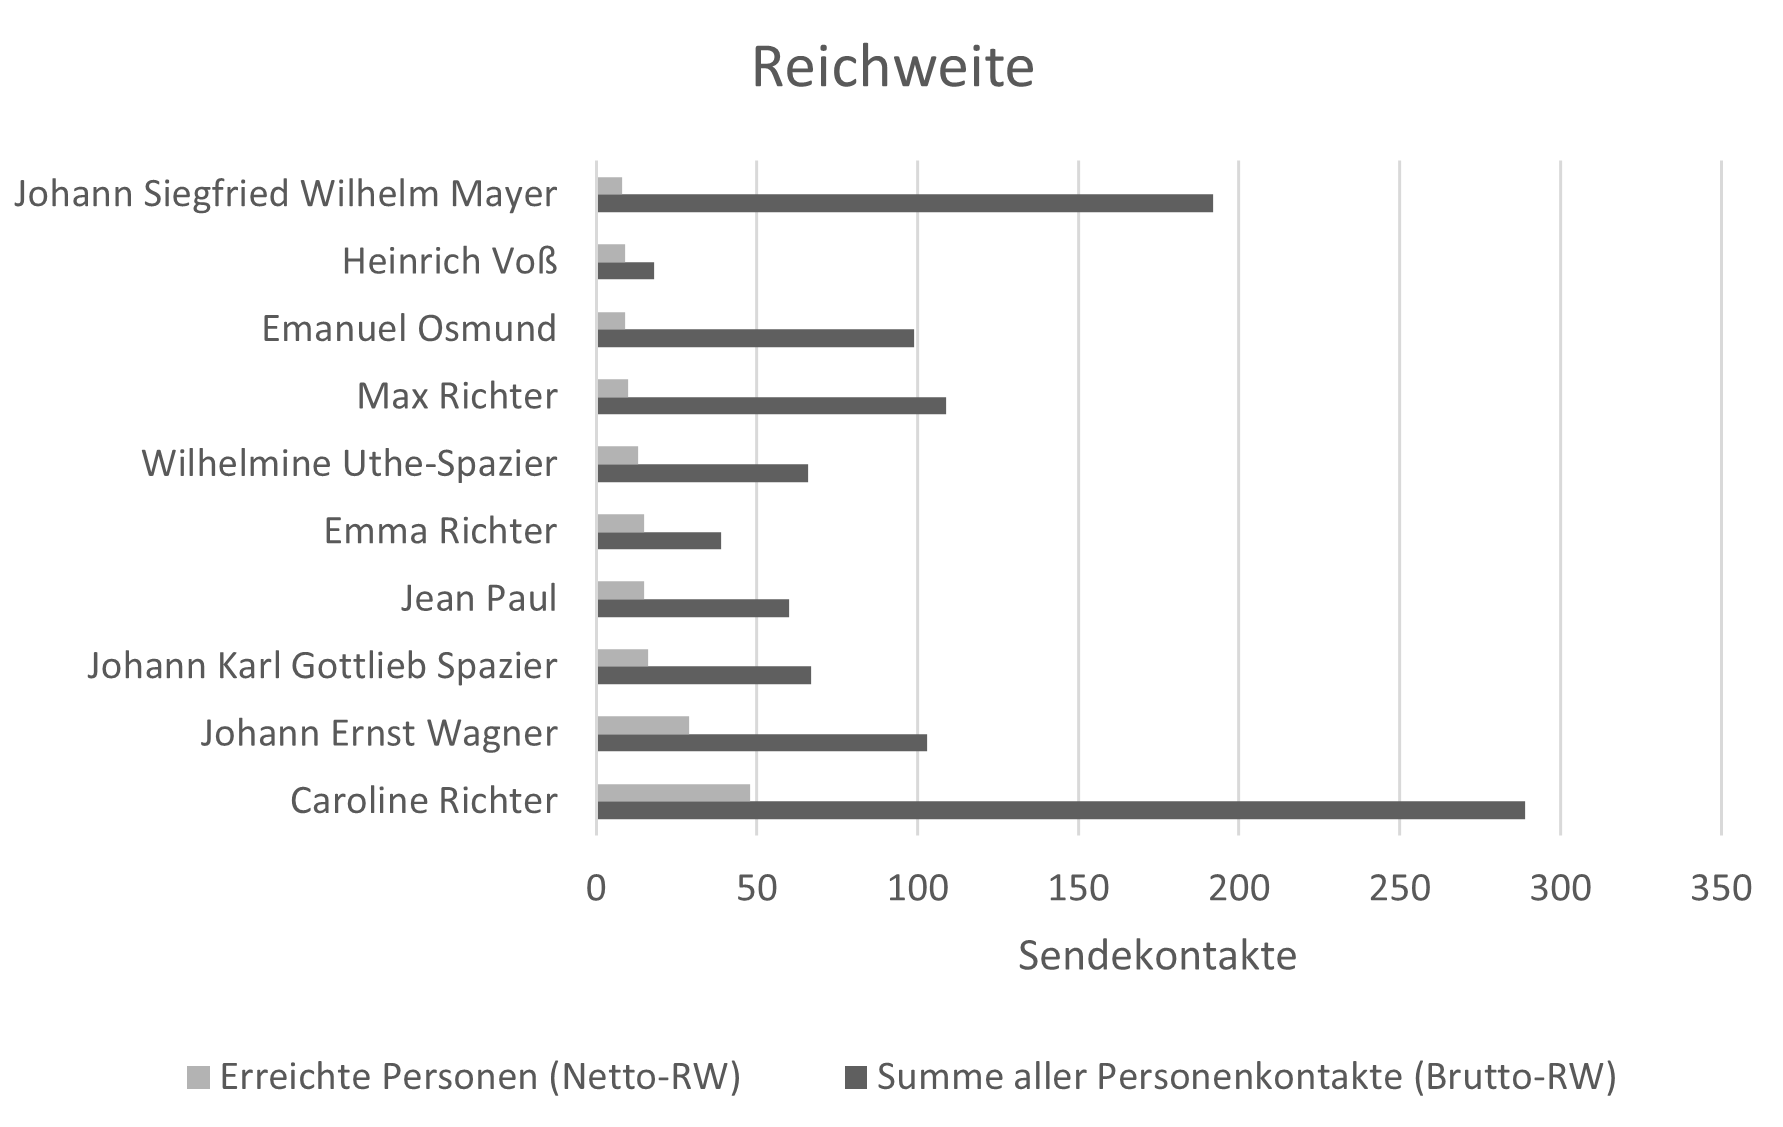 Reichweite
Johann Siegfried Wilhelm Mayer
Heinrich Voß
Emanuel Osmund
Max Richter
Wilhelmine Uthe-Spazier
Emma Richter
Jean Paul
Johann Karl Gottlieb Spazier
Johann Ernst Wagner
Caroline Richter
0 50 100 150 200 250 300 350
Sendekontakte
Erreichte Personen (Netto-RW) Summe aller Personenkontakte (Brutto-RW)